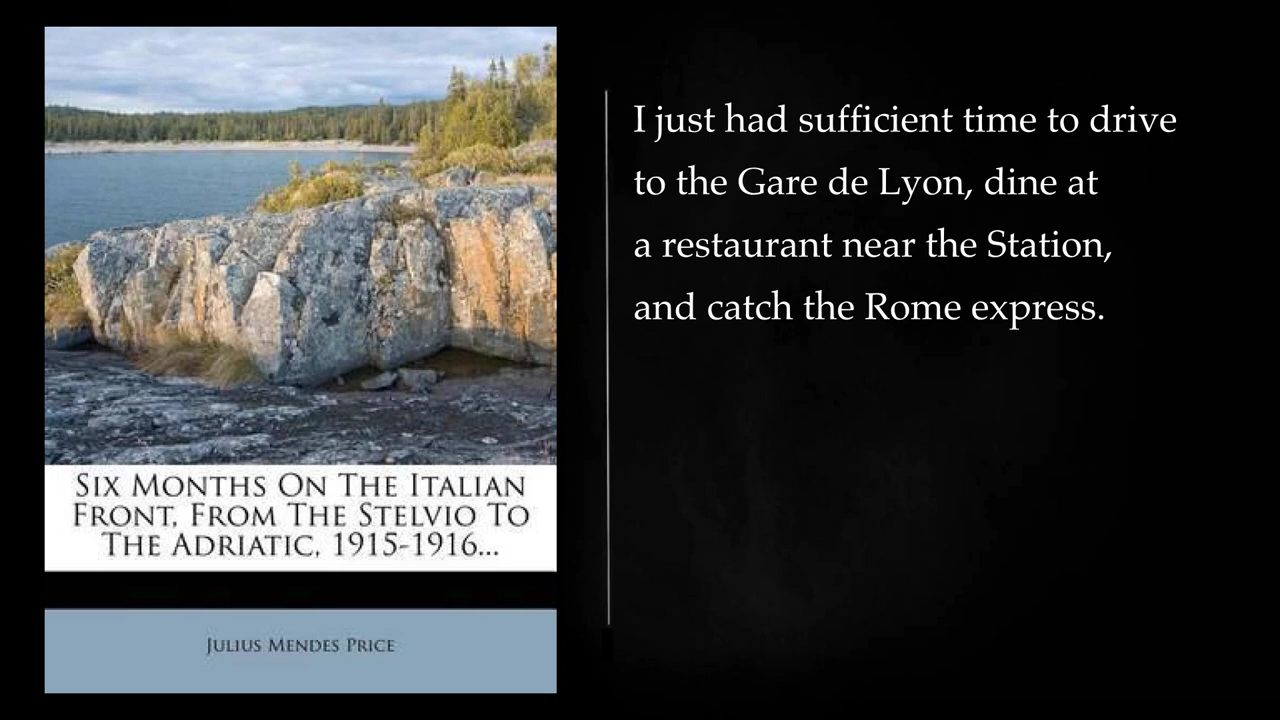 I just had sufficient time to drive
to the Gare de Lyon, dine at
a restaurant near the Station,
and catch the Rome express.
SIX MONTHS ON THE ITALIAN
FRONT, FROM THE STELVIO TO
THE ADRIATIC, 1915-1916...
JULIUS MENDES PRICE